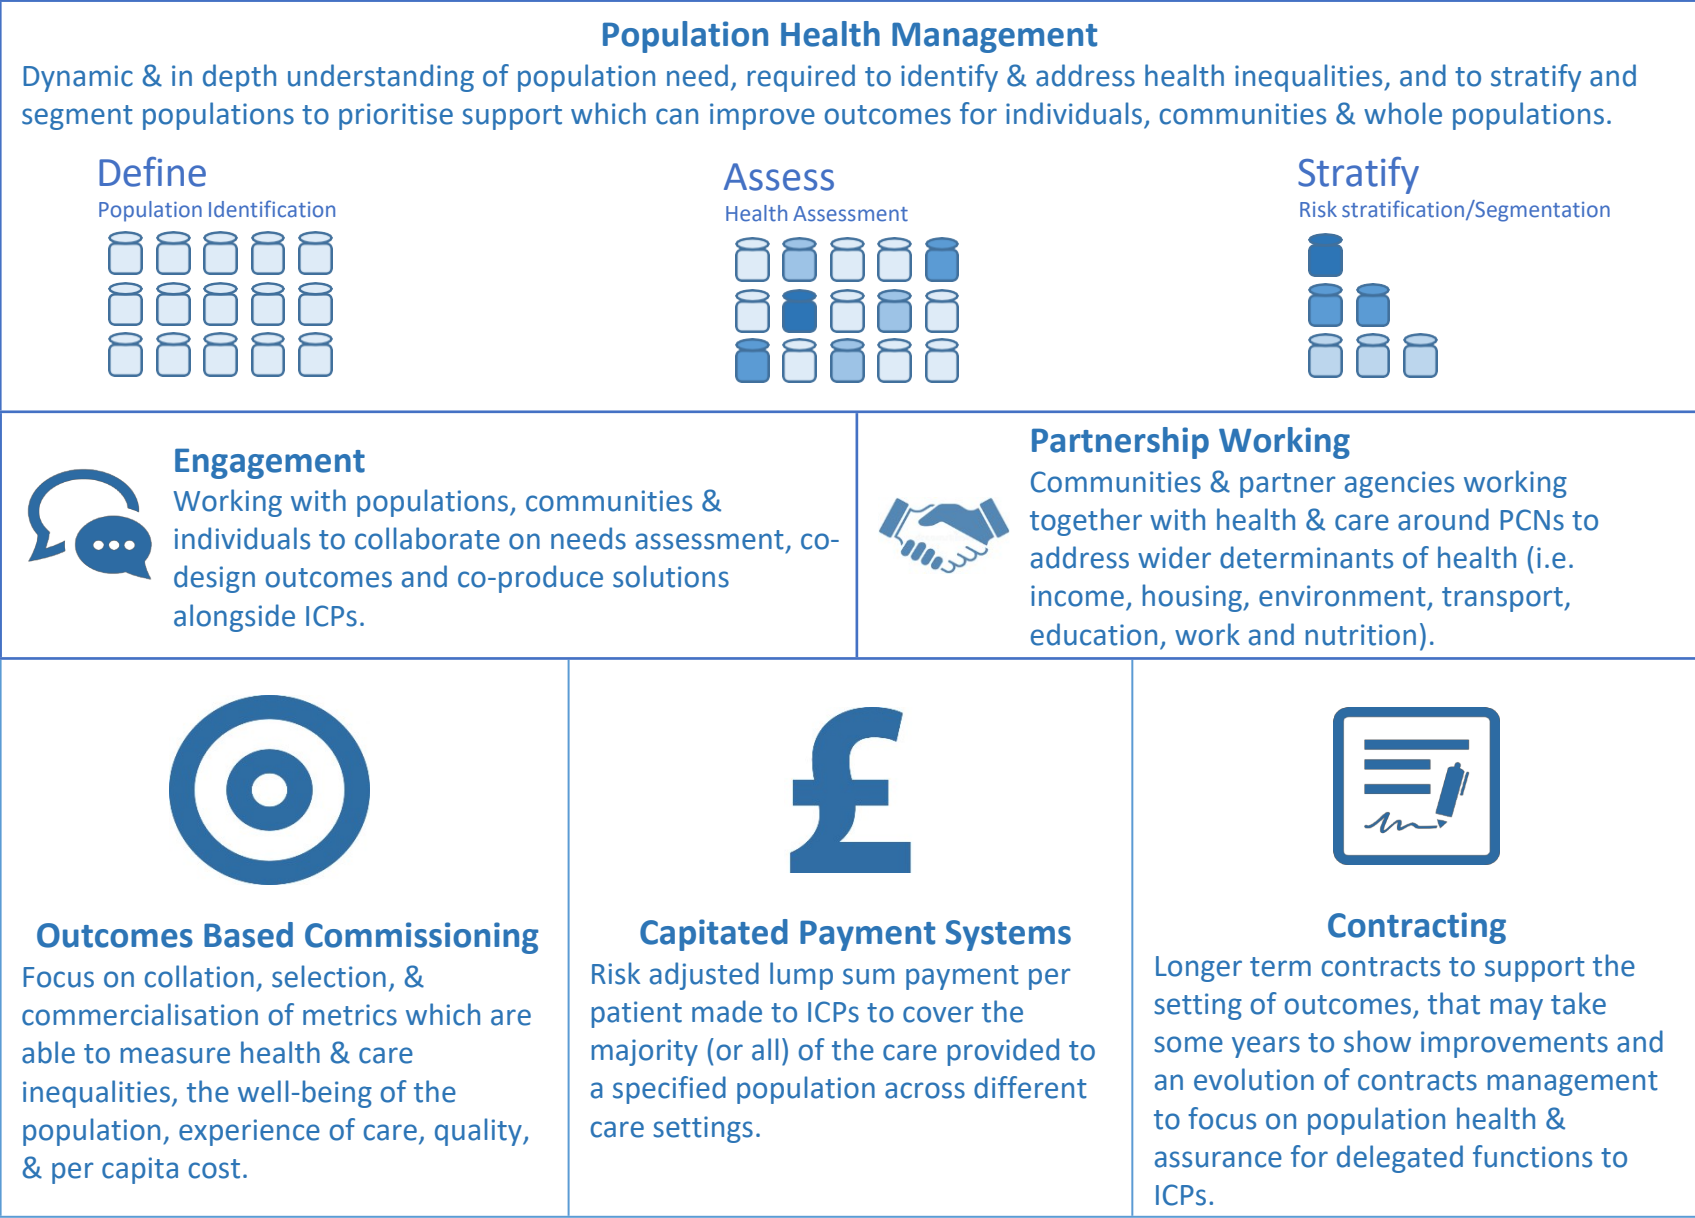 Population Health Management
Dynamic & in depth understanding of population need, required to identify & address health inequalities, and to stratify and
segment populations to prioritise support which can improve outcomes for individuals, communities & whole populations.
Define
Population Identification
Assess
Health Assessment
Stratify
Risk stratification/Segmentation
Engagement
Working with populations, communities &
individuals to collaborate on needs assessment, co-
design outcomes and co-produce solutions
alongside ICPs.
Partnership Working
Communities & partner agencies working
together with health & care around PCNs to
address wider determinants of health (i.e.
income, housing, environment, transport,
education, work and nutrition).
£
Outcomes Based Commissioning
Focus on collation, selection, &
commercialisation of metrics which are
able to measure health & care
inequalities, the well-being of the
population, experience of care, quality,
& per capita cost.
Capitated Payment Systems
Risk adjusted lump sum payment per
patient made to ICPs to cover the
majority (or all) of the care provided to
a specified population across different
care settings.
Contracting
Longer term contracts to support the
setting of outcomes, that may take
some years to show improvements and
an evolution of contracts management
to focus on population health &
assurance for delegated functions to
ICPs.